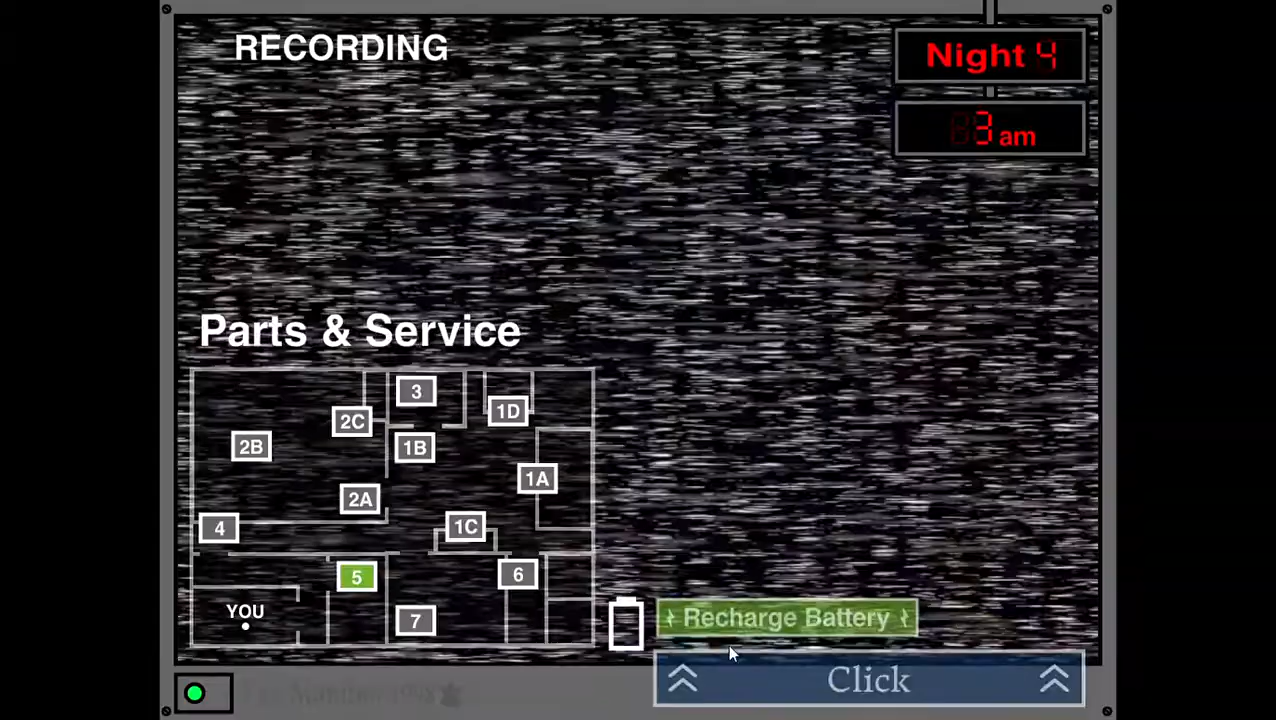 RECORDING
Night 4
3 am
Parts & Service
3
1D
2C
2B
1B
1A
2A
1C
4
5
6
YOU
7
Recharge Battery
Click